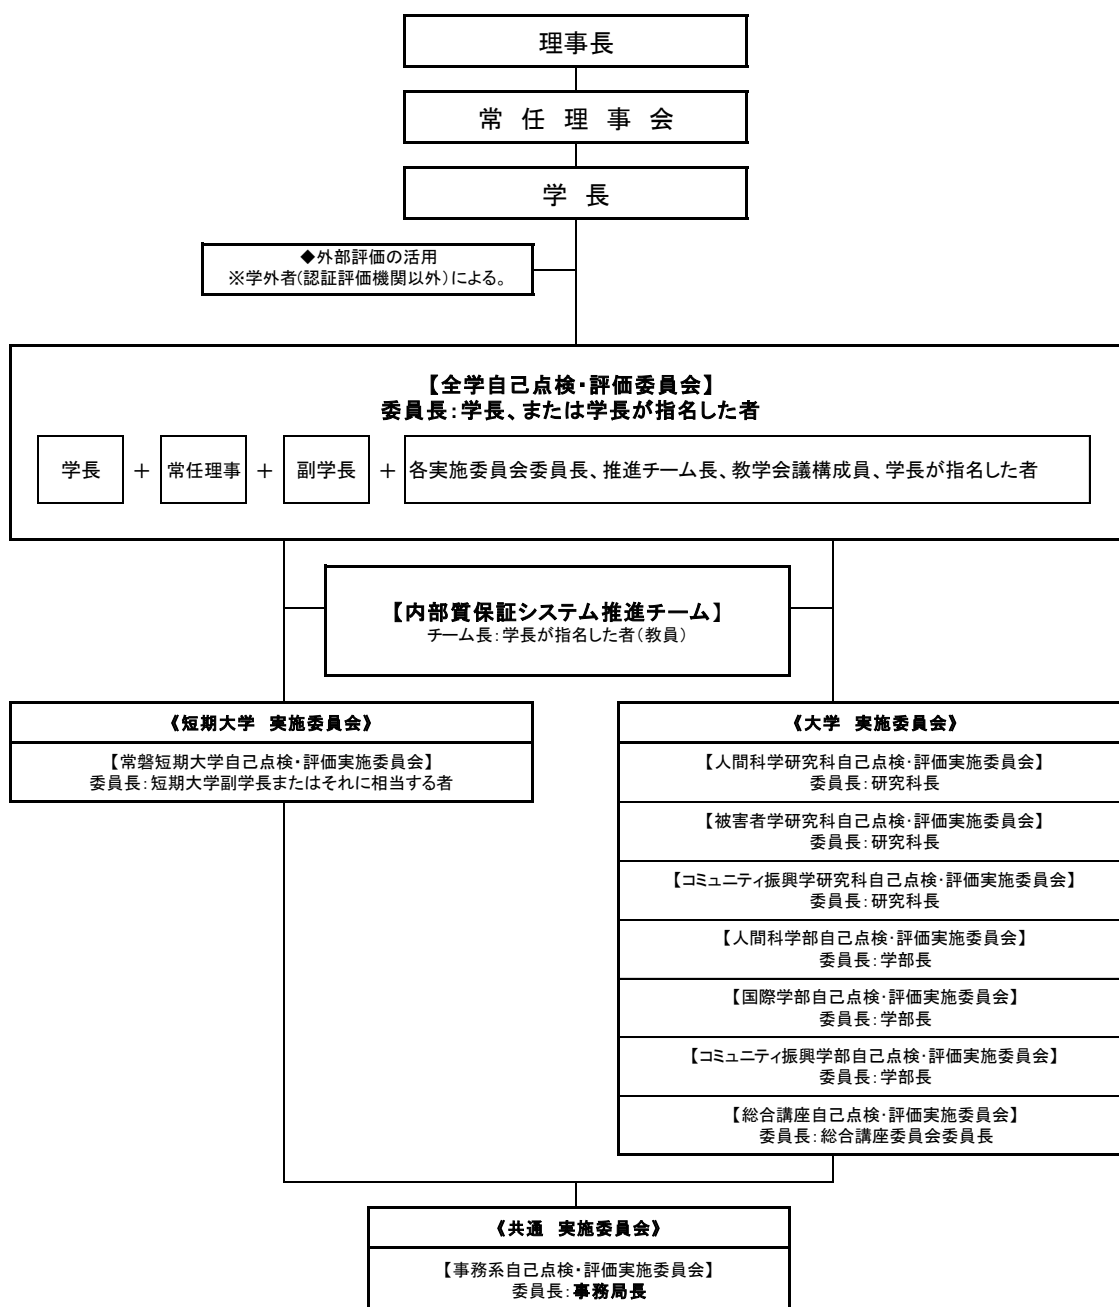 理事長
常 任 理 事 会
学 長
◆外部評価の活用
※学外者(認証評価機関以外)による。
【全学自己点検・評価委員会】
委員長：学長、または学長が指名した者
学長 + 常任理事 + 副学長 + 各実施委員会委員長、推進チーム長、教学会議構成員、学長が指名した者
【内部質保証システム推進チーム】
チーム長：学長が指名した者（教員）
《短期大学 実施委員会》
【常磐短期大学自己点検・評価実施委員会】
委員長：短期大学副学長またはそれに相当する者
《大学 実施委員会》
【人間科学研究科自己点検・評価実施委員会】
委員長：研究科長
【被害者学研究科自己点検・評価実施委員会】
委員長：研究科長
【コミュニティ振興学研究科自己点検・評価実施委員会】
委員長：研究科長
【人間科学部自己点検・評価実施委員会】
委員長：学部長
【国際学部自己点検・評価実施委員会】
委員長：学部長
【コミュニティ振興学部自己点検・評価実施委員会】
委員長：学部長
【総合講座自己点検・評価実施委員会】
委員長：総合講座委員会委員長
《共通 実施委員会》
【事務系自己点検・評価実施委員会】
委員長：事務局長